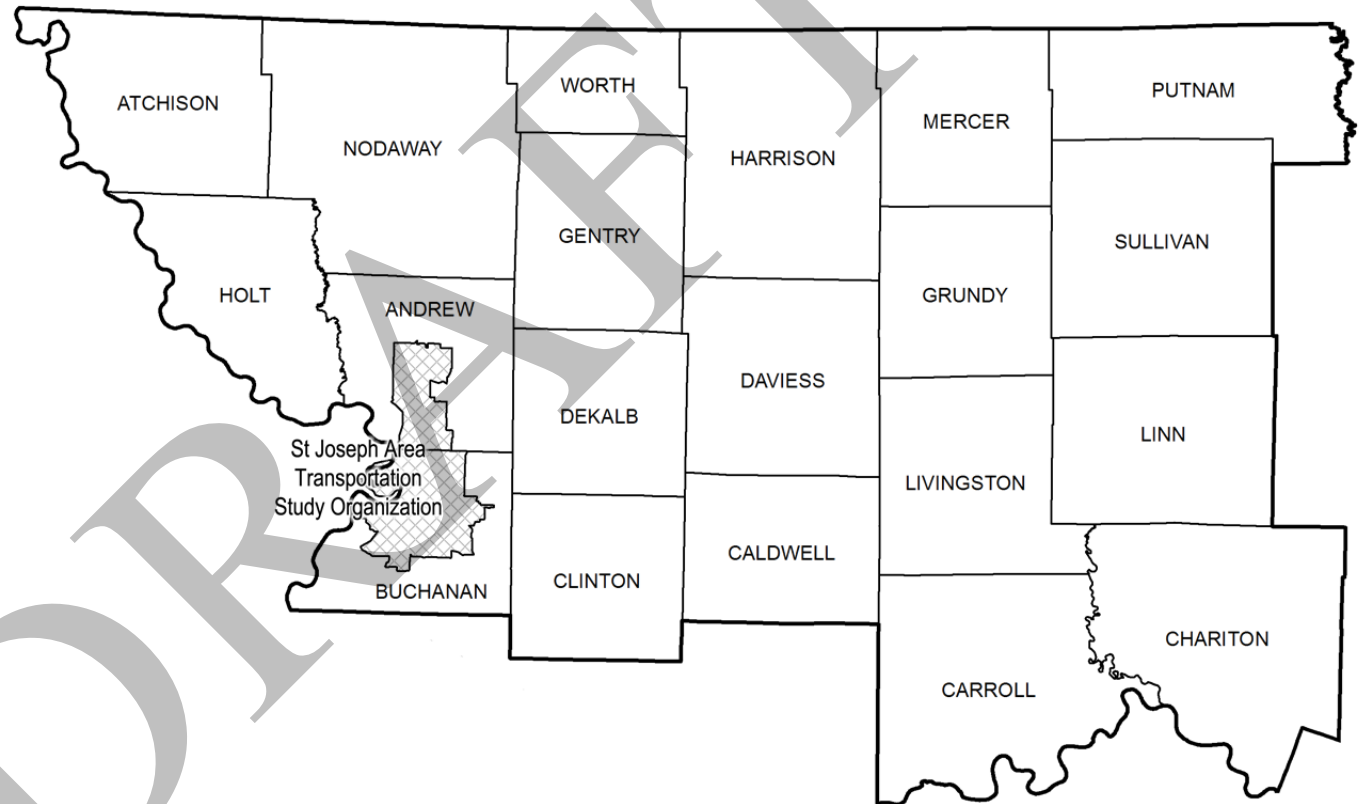 ATCHISON
NODAWAY
WORTH
HARRISON
MERCER
PUTNAM
HOLT
GENTRY
GRUNDY
SULLIVAN
ANDREW
DEKALB
DAVIESS
LIVINGSTON
LINN
St Joseph Area
Transportation
Study Organization
BUCHANAN
CLINTON
CALDWELL
CARROLL
CHARITON
DRAFT